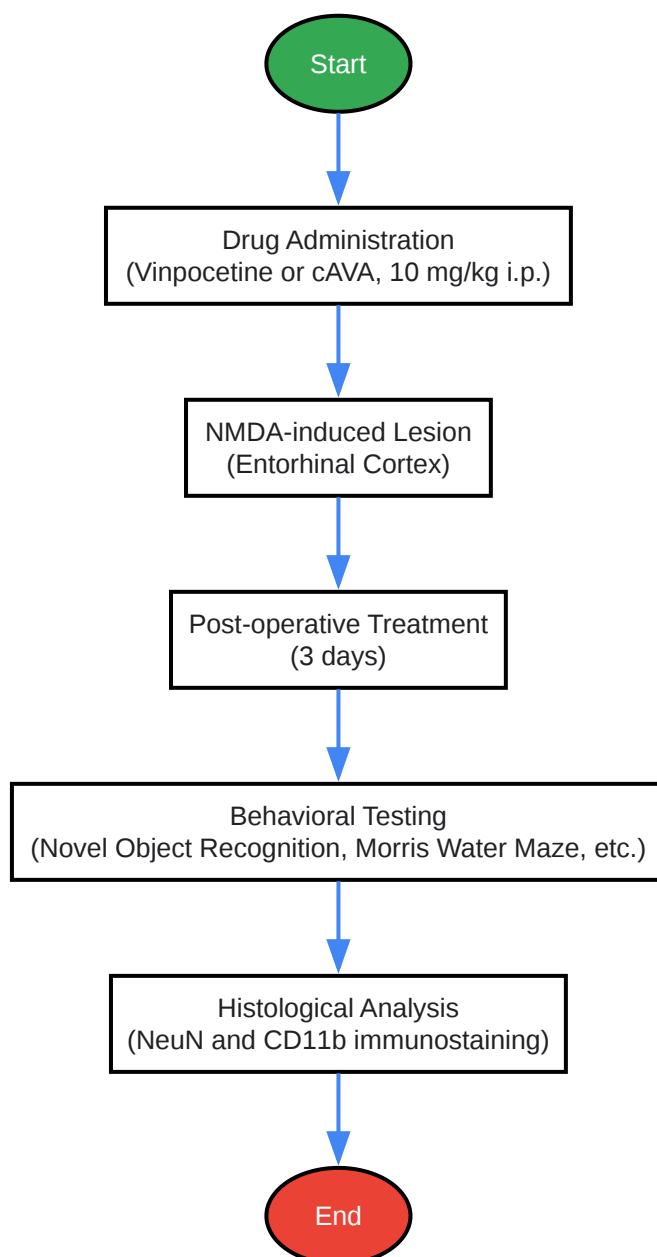 Start
Drug Administration
(Vinpocetine or cAVA, 10 mg/kg i.p.)
NMDA-induced Lesion
(Entorhinal Cortex)
Post-operative Treatment
(3 days)
Behavioral Testing
(Novel Object Recognition, Morris Water Maze, etc.)
Histological Analysis
(NeuN and CD11b immunostaining)
End